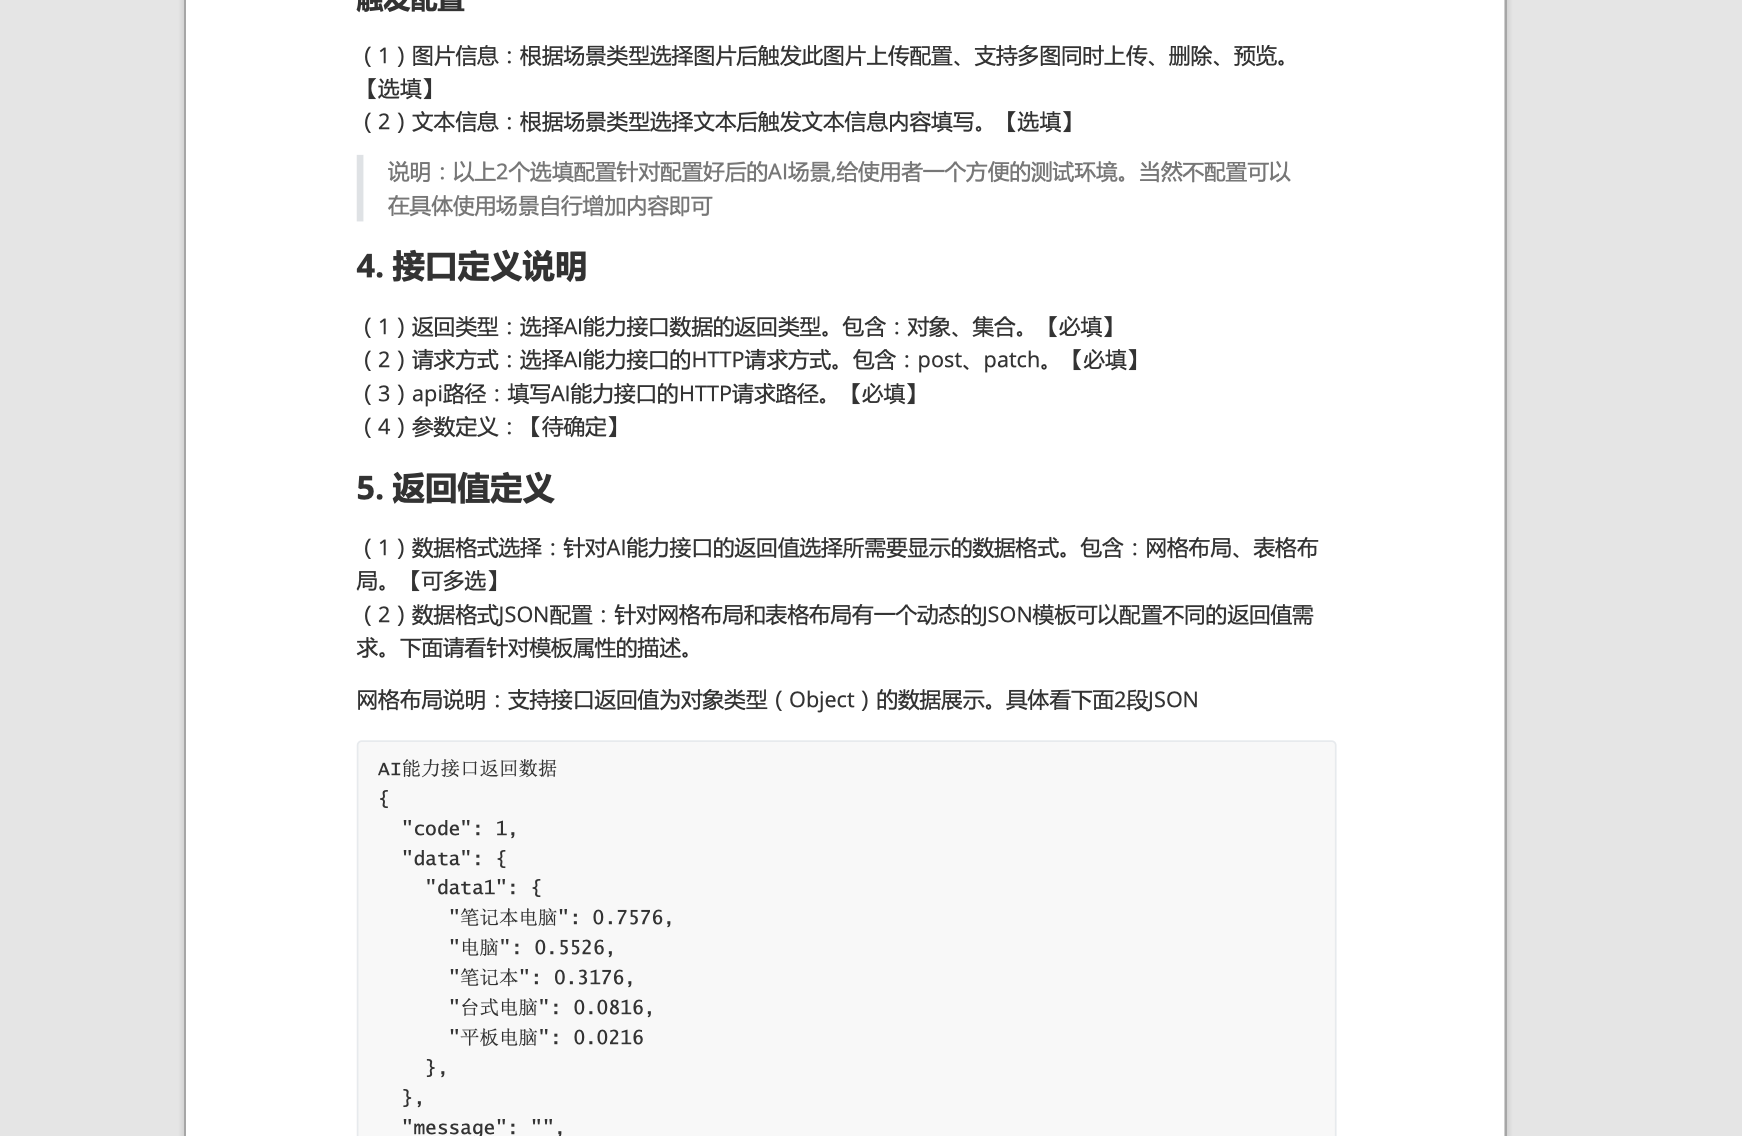 触发配置
（1）图片信息：根据场景类型选择图片后触发此图片上传配置、支持多图同时上传、删除、预览。
【选填】
（2）文本信息：根据场景类型选择文本后触发文本信息内容填写。【选填】
说明：以上2个选填配置针对配置好后的AI场景,给使用者一个方便的测试环境。当然不配置可以
在具体使用场景自行增加内容即可
4. 接口定义说明
（1）返回类型：选择AI能力接口数据的返回类型。包含：对象、集合。【必填】
（2）请求方式：选择AI能力接口的HTTP请求方式。包含：post、patch。【必填】
（3）api路径：填写AI能力接口的HTTP请求路径。【必填】
（4）参数定义：【待确定】
5. 返回值定义
（1）数据格式选择：针对AI能力接口的返回值选择所需要显示的数据格式。包含：网格布局、表格布
局。【可多选】
（2）数据格式JSON配置：针对网格布局和表格布局有一个动态的JSON模板可以配置不同的返回值需
求。下面请看针对模板属性的描述。
网格布局说明：支持接口返回值为对象类型（Object）的数据展示。具体看下面2段JSON
AI能力接口返回数据
{
  "code": 1,
  "data": {
    "data1": {
      "笔记本电脑": 0.7576,
      "电脑": 0.5526,
      "笔记本": 0.3176,
      "台式电脑": 0.0816,
      "平板电脑": 0.0216
    },
  },
  "message": "",